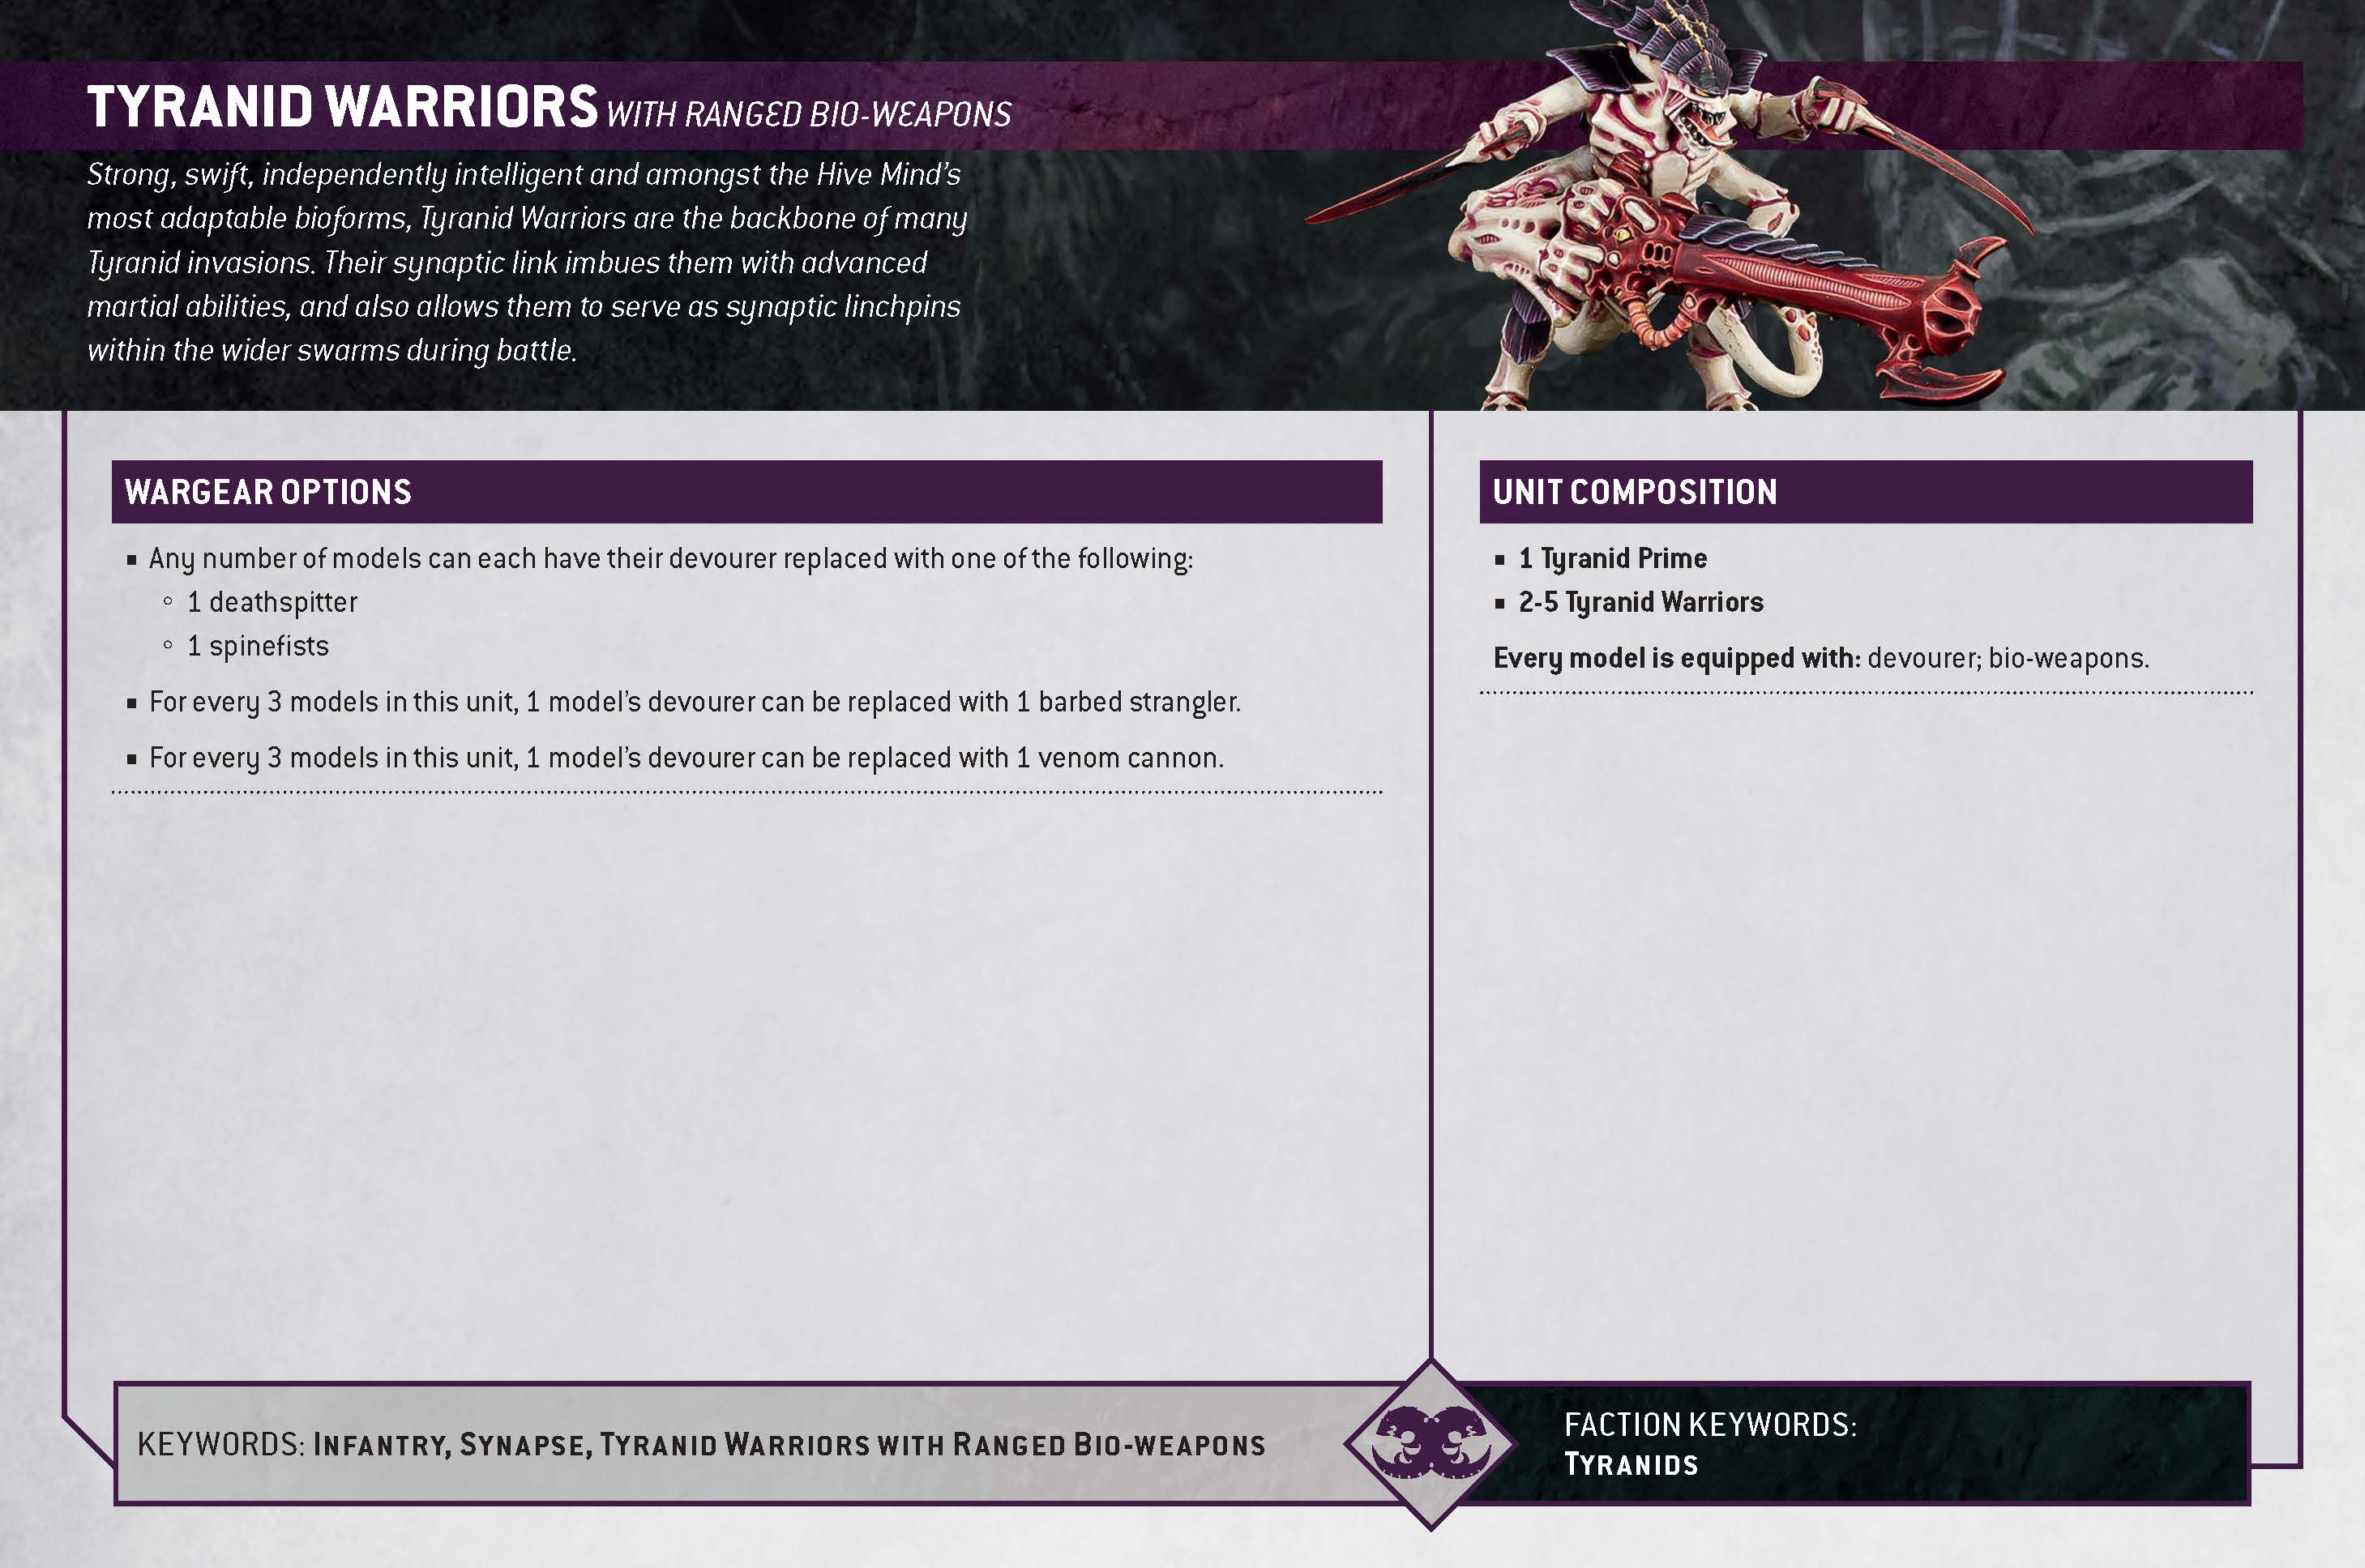 TYRANID WARRIORS WITH RANGED BIO-WEAPONS
Strong, swift, independently intelligent and amongst the Hive Mind's
most adaptable bioforms, Tyranid Warriors are the backbone of many
Tyranid invasions. Their synaptic link imbues them with advanced
martial abilities, and also allows them to serve as synaptic linchpins
within the wider swarms during battle.
WARGEAR OPTIONS
▪ Any number of models can each have their devourer replaced with one of the following:
◦ 1 deathspitter
◦ 1 spinefists
▪ For every 3 models in this unit, 1 model's devourer can be replaced with 1 barbed strangler.
▪ For every 3 models in this unit, 1 model's devourer can be replaced with 1 venom cannon.
UNIT COMPOSITION
▪ 1 Tyranid Prime
▪ 2-5 Tyranid Warriors
Every model is equipped with: devourer; bio-weapons.
KEYWORDS: INFANTRY, SYNAPSE, TYRANID WARRIORS WITH RANGED BIO-WEAPONS
FACTION KEYWORDS:
TYRANIDS